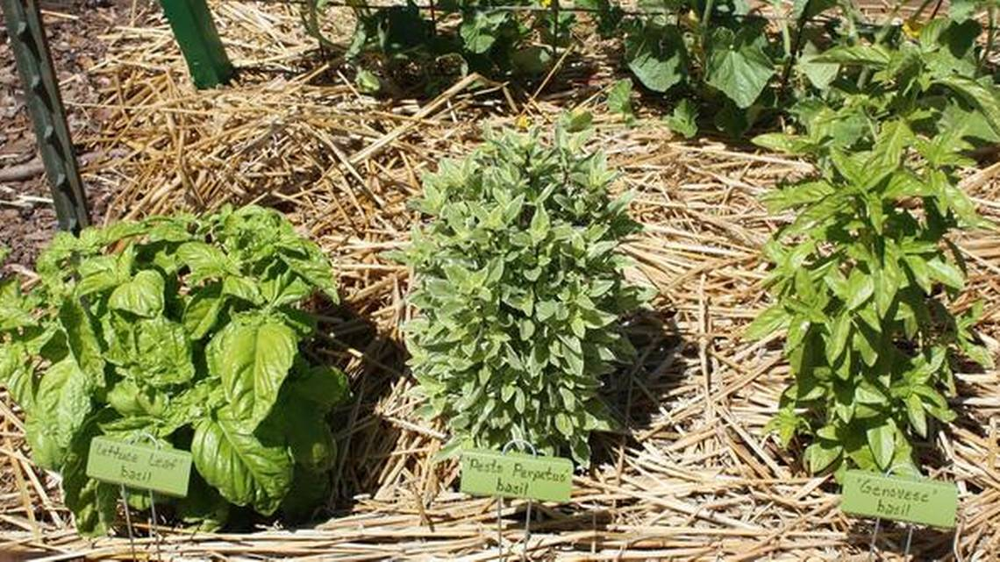 "Lettuce Leaf"
basil
"Pesto Perpetuo"
basil
"Genovese"
basil